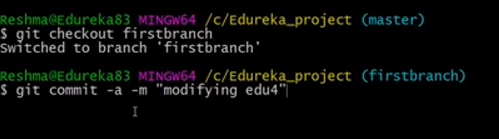 Reshma@Edureka83 MINGW64 /c/Edureka_project (master)
$ git checkout firstbranch
Switched to branch 'firstbranch'
Reshma@Edureka83 MINGW64 /c/Edureka_project (firstbranch)
$ git commit -a -m "modifying edu4"